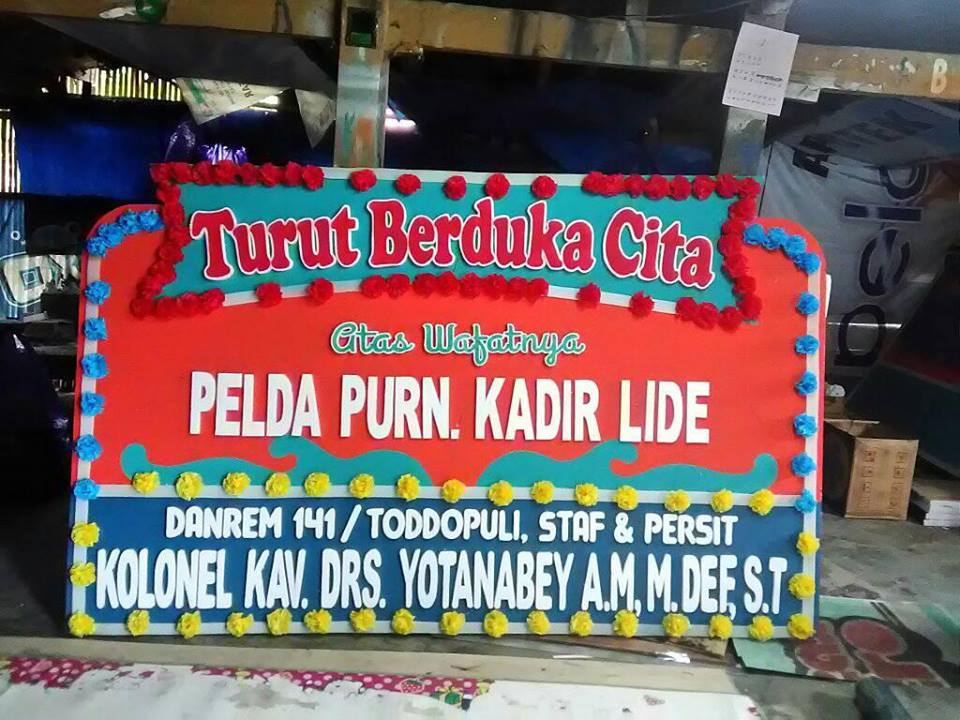 Turut Berduka Cita
Atas Wafatnya
PELDA PURN. KADIR LIDE
DANREM 141 / TODDOPULI, STAF & PERSIT
KOLONEL KAV. DRS. YOTANABEY A.M, M.DEF, S.T
B